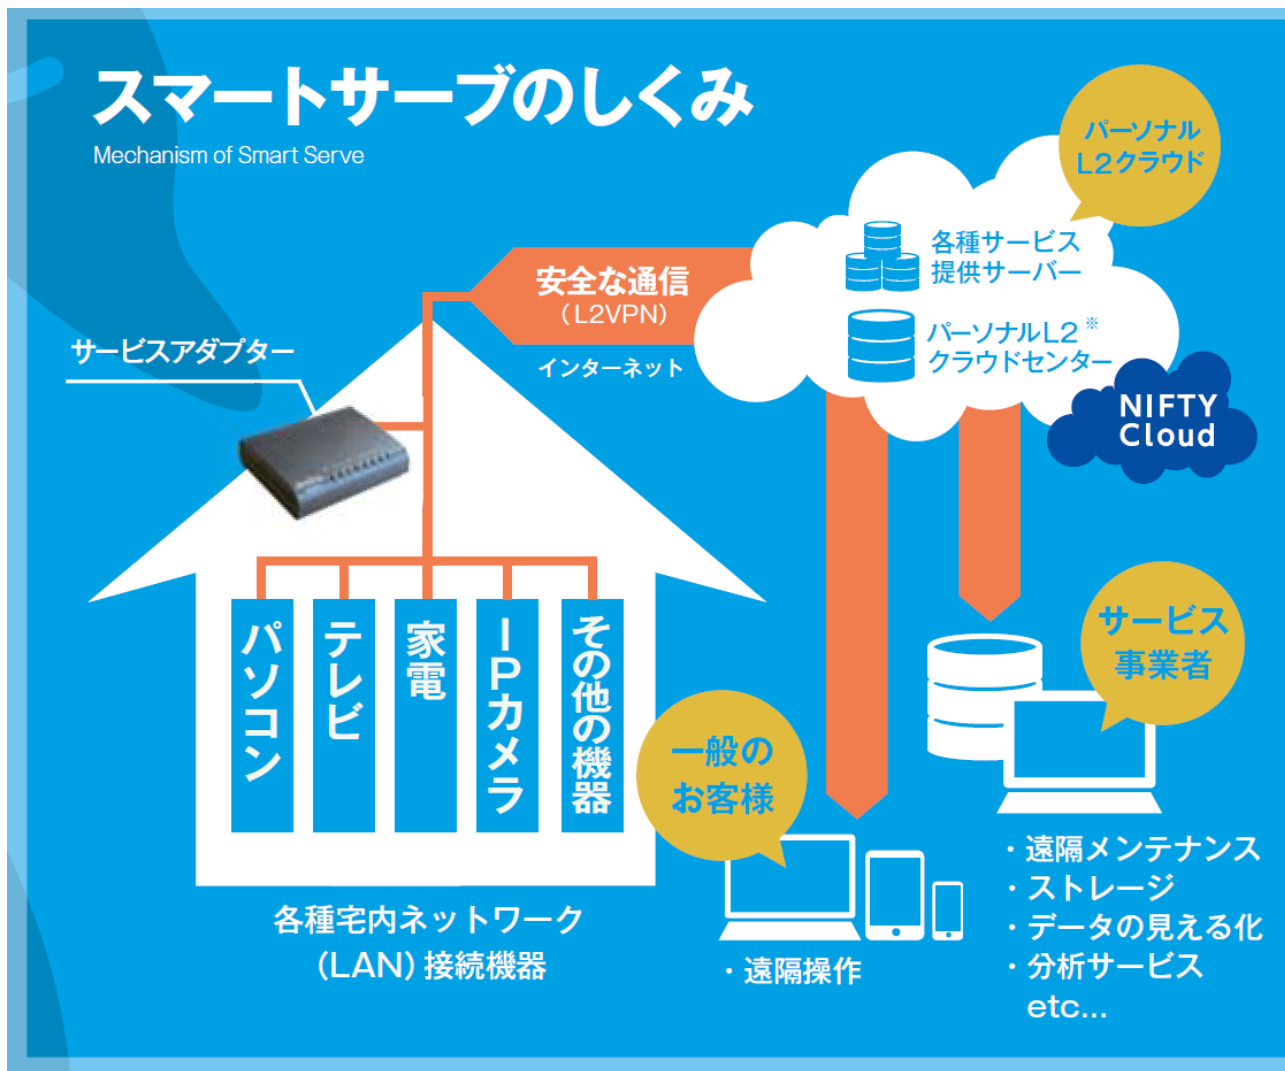 スマートサーブのしくみ
Mechanism of Smart Serve
パーソナル
L2クラウド
各種サービス
提供サーバー
パーソナルL2※
クラウドセンター
NIFTY
Cloud
安全な通信
（L2VPN）
インターネット
サービスアダプター
パソコン
テレビ
家電
IPカメラ
その他の機器
各種宅内ネットワーク
（LAN）接続機器
一般の
お客様
・遠隔操作
サービス
事業者
・遠隔メンテナンス
・ストレージ
・データの見える化
・分析サービス
etc...